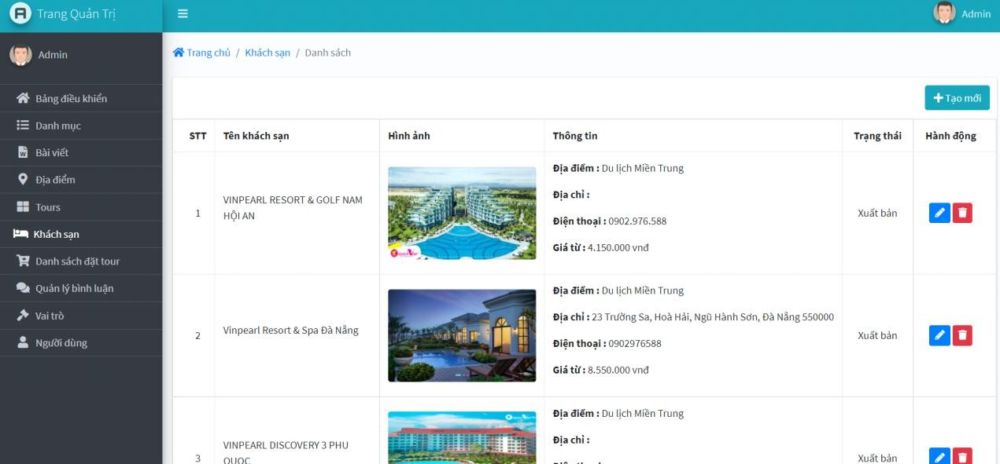 Trang Quản Trị
Admin
Admin
Trang chủ / Khách sạn / Danh sách
Bảng điều khiển
Danh mục
Bài viết
Địa điểm
Tours
Khách sạn
Danh sách đặt tour
Quản lý bình luận
Vai trò
Người dùng
Tạo mới
STT Tên khách sạn Hình ảnh Thông tin Trạng thái Hành động
1
VINPEARL RESORT & GOLF NAM
HỘI AN
Địa điểm : Du lịch Miền Trung
Địa chỉ :
Điện thoại : 0902.976.588
Giá từ : 4.150.000 vnđ
Xuất bản
2
Vinpearl Resort & Spa Đà Nẵng
Địa điểm : Du lịch Miền Trung
Địa chỉ : 23 Trường Sa, Hoà Hải, Ngũ Hành Sơn, Đà Nẵng 550000
Điện thoại : 0902976588
Giá từ : 8.550.000 vnđ
Xuất bản
3
VINPEARL DISCOVERY 3 PHU
QUOC
Địa điểm : Du lịch Miền Trung
Địa chỉ :
Xuất bản